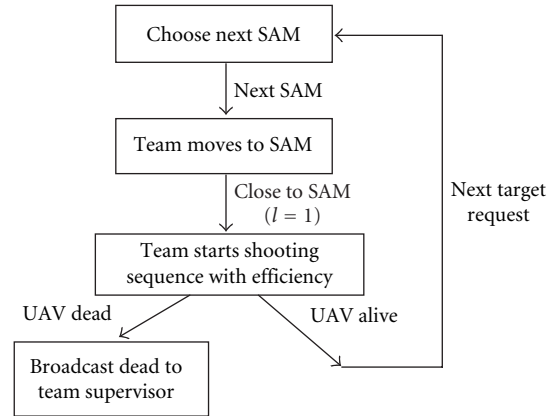 Choose next SAM
Next SAM
Team moves to SAM
Close to SAM
(l = 1)
Next target
request
Team starts shooting
sequence with efficiency
UAV dead
UAV alive
Broadcast dead to
team supervisor